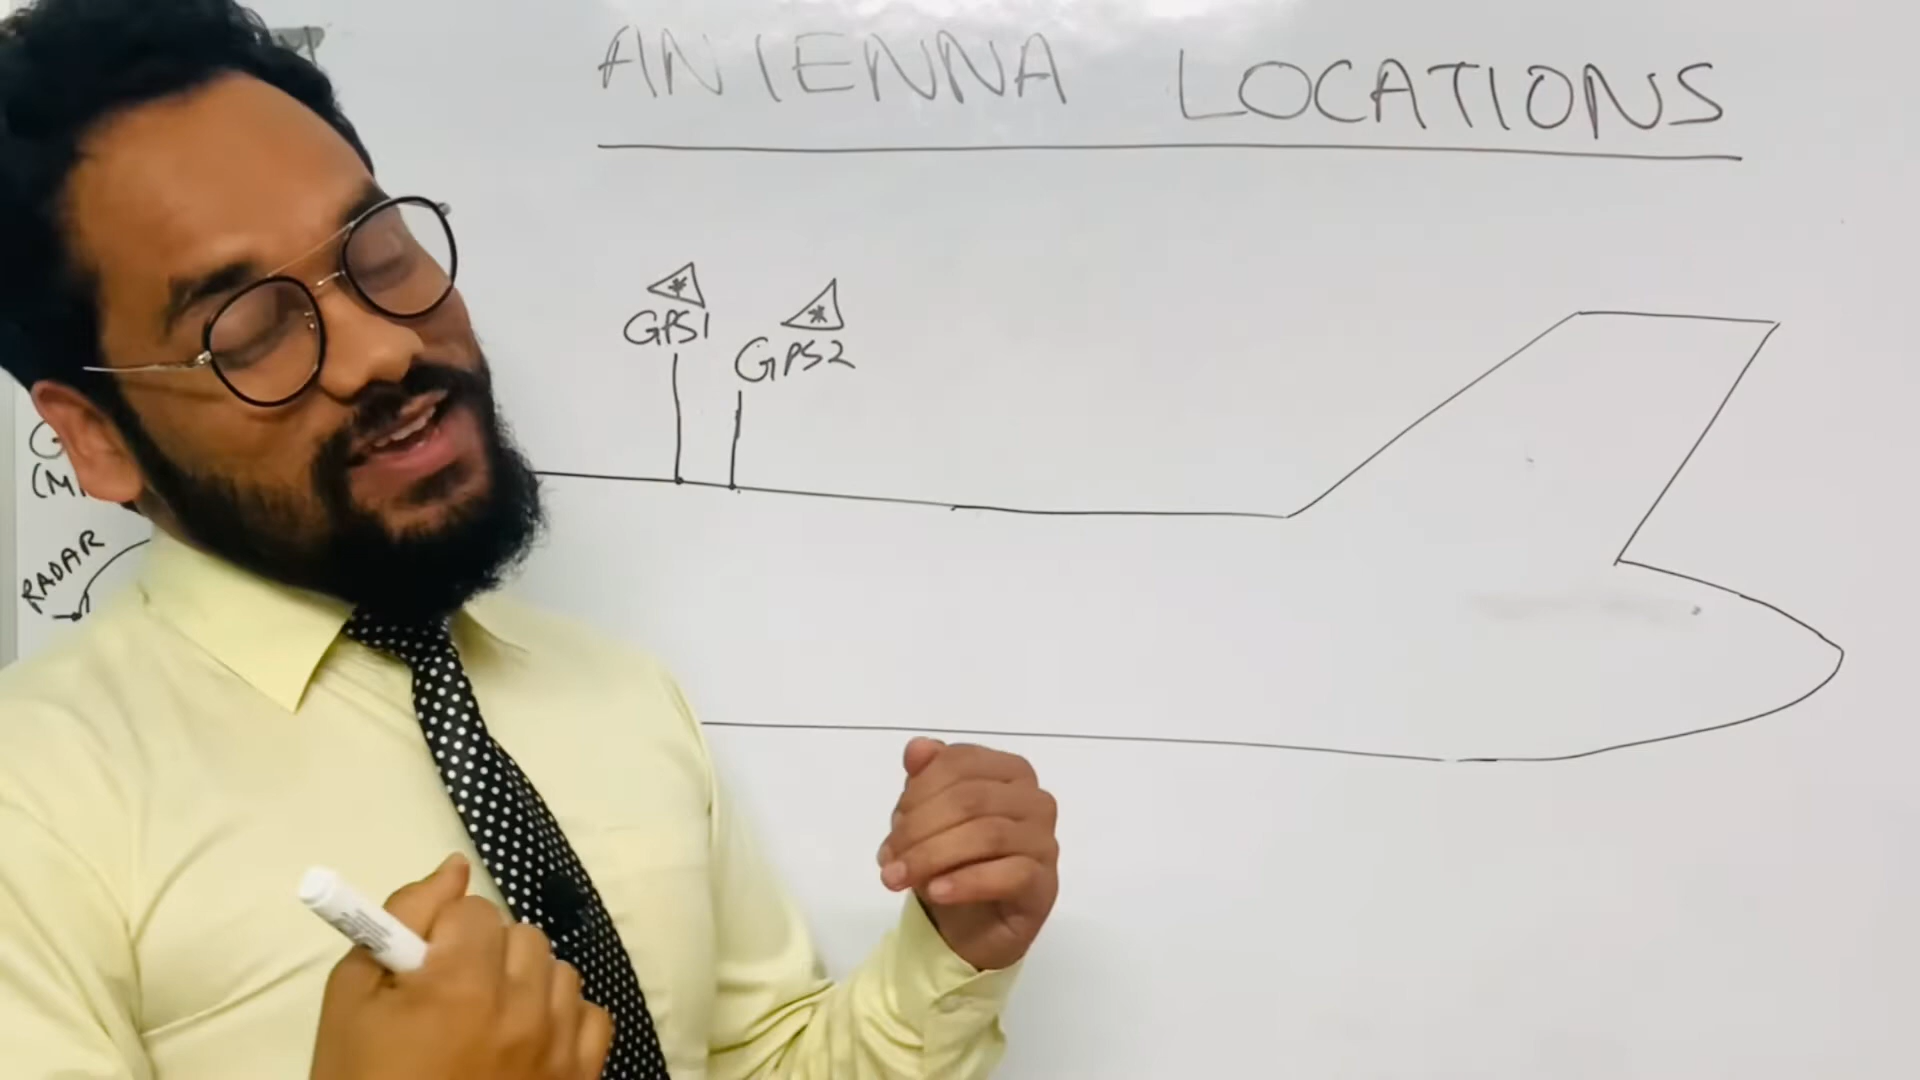 ANTENNA LOCATIONS
*
GPS1
*
GPS2
RADAR